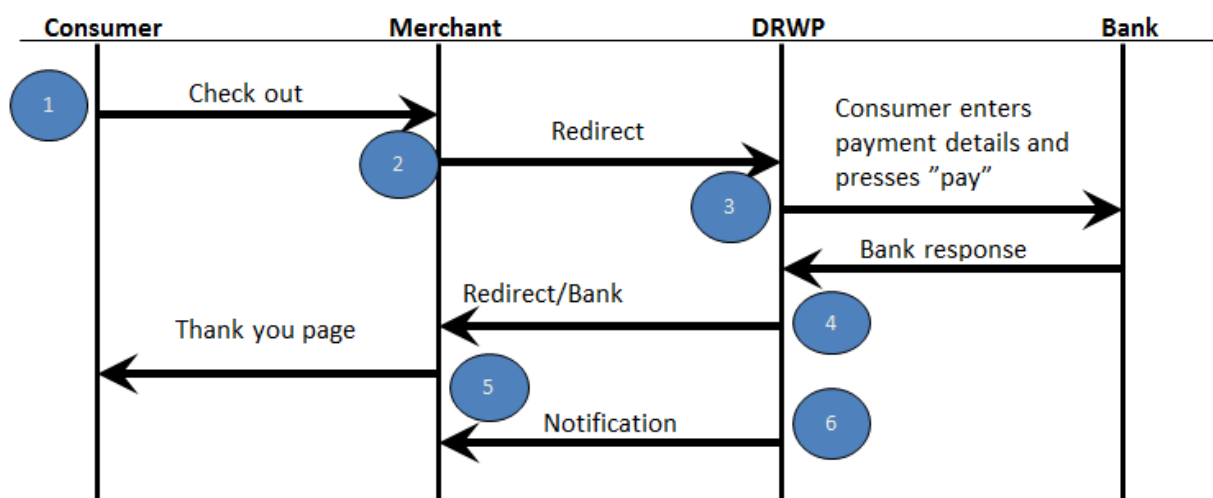 Consumer Merchant DRWP Bank
1 Check out
2 Redirect
Consumer enters
payment details and
presses ”pay”
3
Bank response
Redirect/Bank
4
Thank you page
5
Notification
6